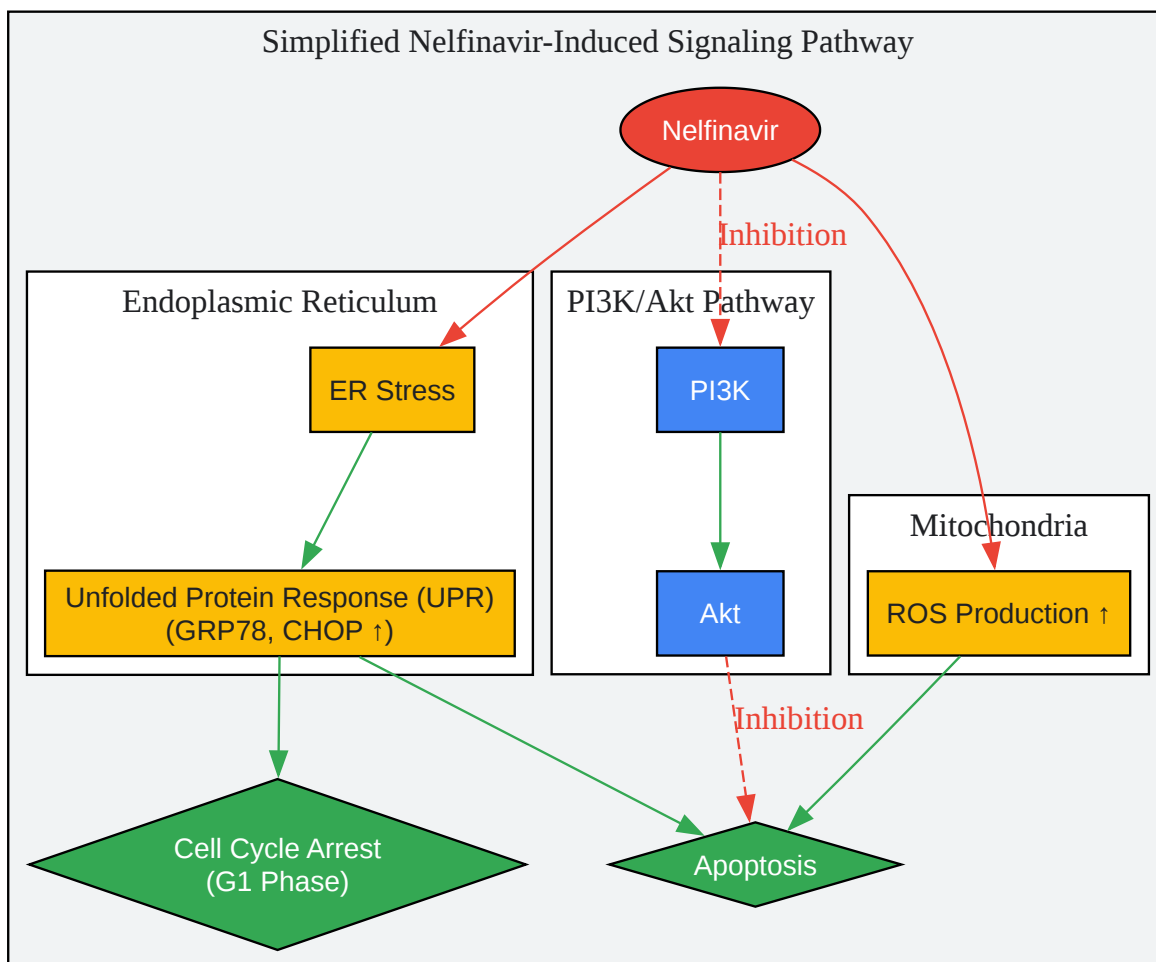 Simplified Nelfinavir-Induced Signaling Pathway
Nelfinavir
Inhibition
Endoplasmic Reticulum
PI3K/Akt Pathway
ER Stress
PI3K
Mitochondria
Unfolded Protein Response (UPR)
(GRP78, CHOP ↑)
Akt
ROS Production ↑
Inhibition
Cell Cycle Arrest
(G1 Phase)
Apoptosis